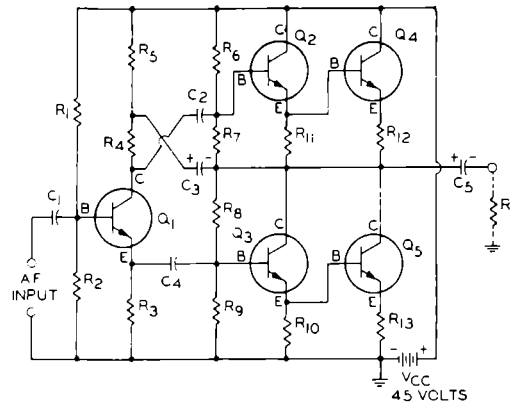 C Q2 C Q4
R5 R6
B B
C2 E E
R1
R4 R7 R11 R12
+ - + -
C C3 C5
C1 R8 R
B Q1 Q3 C C Q5
E B B
C4 E E
AF
INPUT
R2 R3 R9 R10 R13
- +
VCC
45 VOLTS